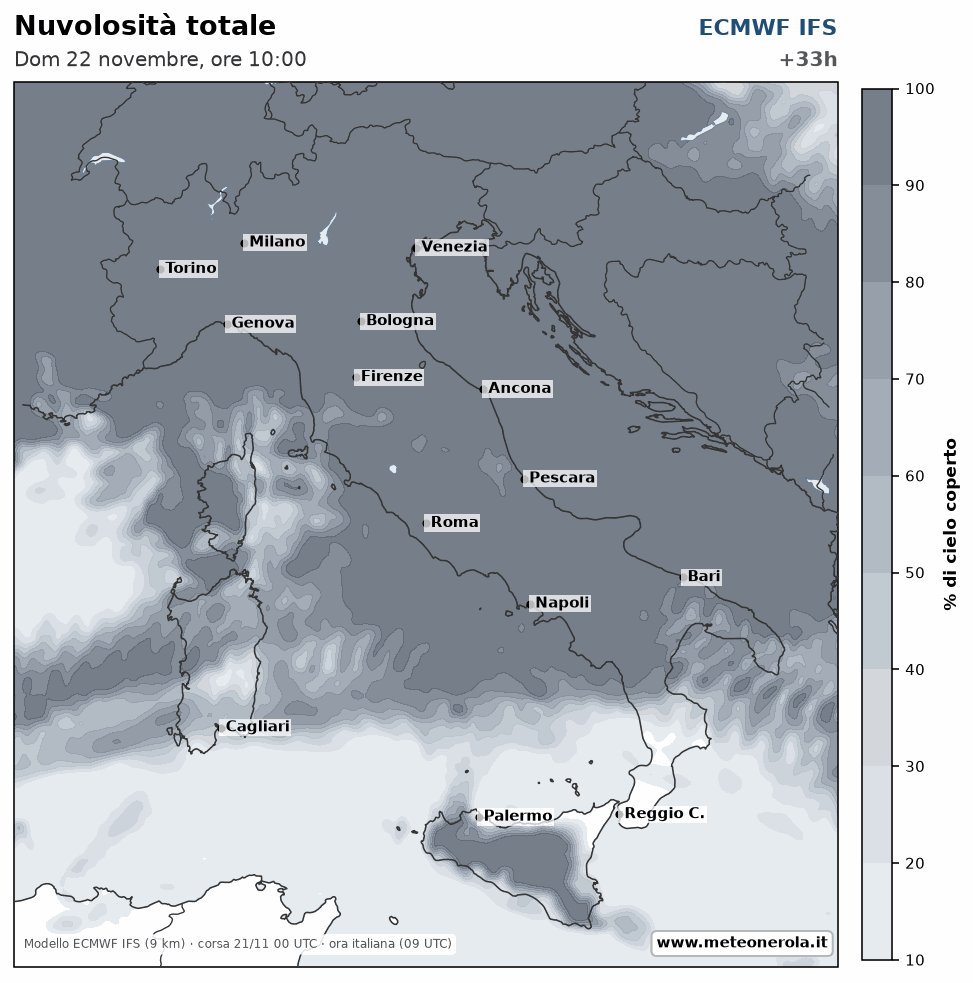 Nuvolosità totale
ECMWF IFS
Dom 22 novembre, ore 10:00
+33h
100
90
80
70
60
50
40
30
20
10
% di cielo coperto
Milano
Venezia
Torino
Genova
Bologna
Firenze
Ancona
Pescara
Roma
Bari
Napoli
Cagliari
Palermo
Reggio C.
Modello ECMWF IFS (9 km) · corsa 21/11 00 UTC · ora italiana (09 UTC)
www.meteonerola.it